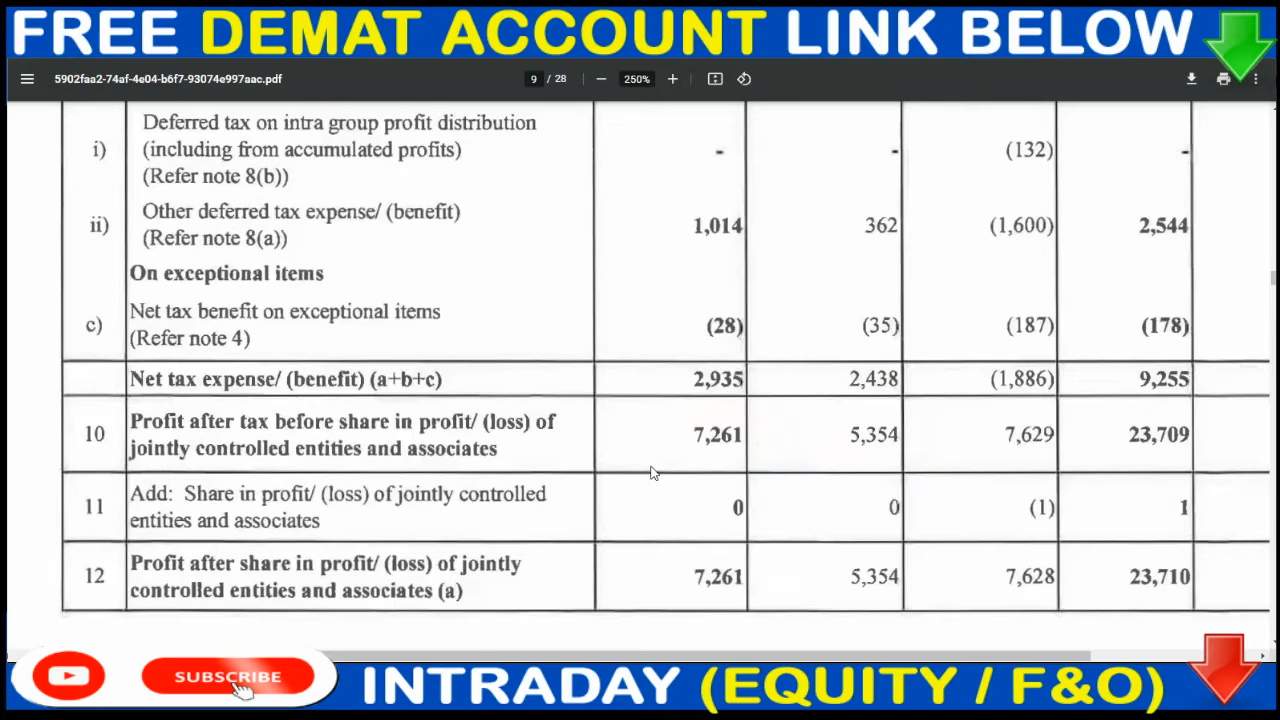 FREE DEMAT ACCOUNT LINK BELOW
5902faa2-74af-4e04-b6f7-93074e997aac.pdf 9 / 28 250%
i) Deferred tax on intra group profit distribution
(including from accumulated profits) - - (132) -
(Refer note 8(b))
ii) Other deferred tax expense/ (benefit) 1,014 362 (1,600) 2,544
(Refer note 8(a))
On exceptional items
c) Net tax benefit on exceptional items (28) (35) (187) (178)
(Refer note 4)
Net tax expense/ (benefit) (a+b+c) 2,935 2,438 (1,886) 9,255
10 Profit after tax before share in profit/ (loss) of 7,261 5,354 7,629 23,709
jointly controlled entities and associates
11 Add: Share in profit/ (loss) of jointly controlled 0 0 (1) 1
entities and associates
12 Profit after share in profit/ (loss) of jointly 7,261 5,354 7,628 23,710
controlled entities and associates (a)
SUBSCRIBE
INTRADAY (EQUITY / F&O)